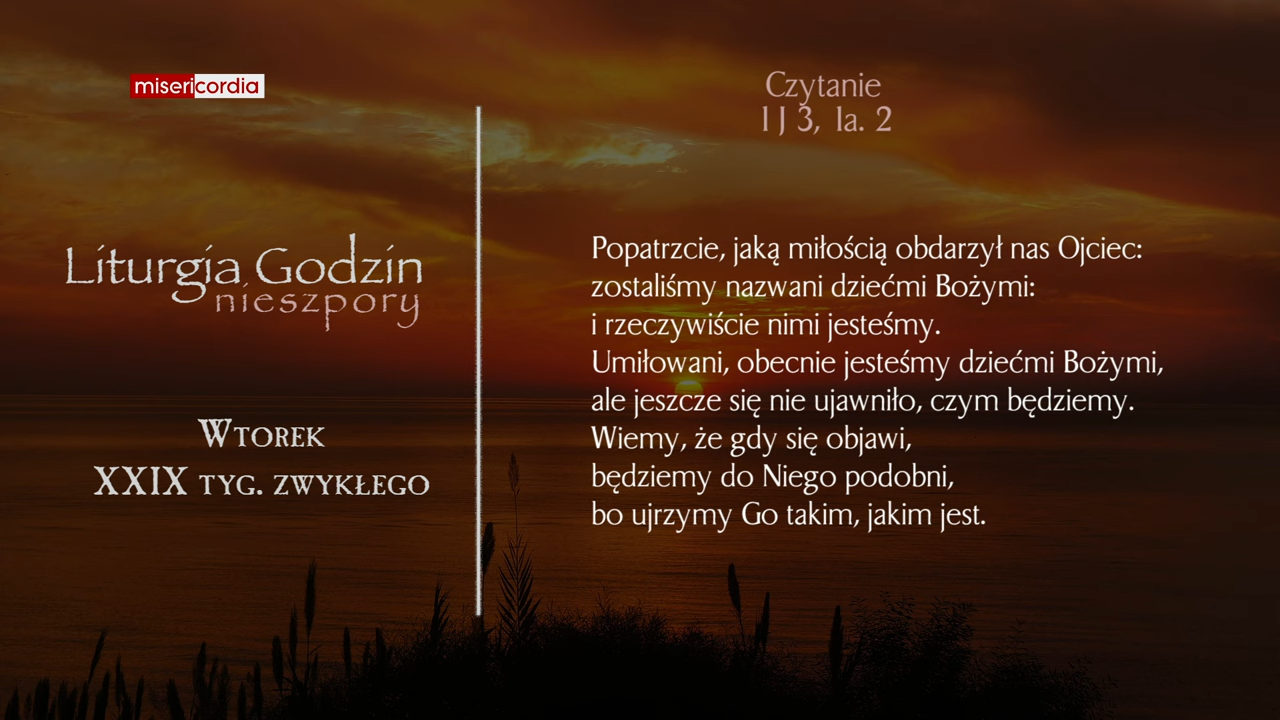 misericordia
Liturgia Godzin
nieszpory
Wtorek
XXIX tyg. zwykłego
Czytanie
1 J 3, 1a. 2
Popatrzcie, jaką miłością obdarzył nas Ojciec:
zostaliśmy nazwani dziećmi Bożymi:
i rzeczywiście nimi jesteśmy.
Umiłowani, obecnie jesteśmy dziećmi Bożymi,
ale jeszcze się nie ujawniło, czym będziemy.
Wiemy, że gdy się objawi,
będziemy do Niego podobni,
bo ujrzymy Go takim, jakim jest.